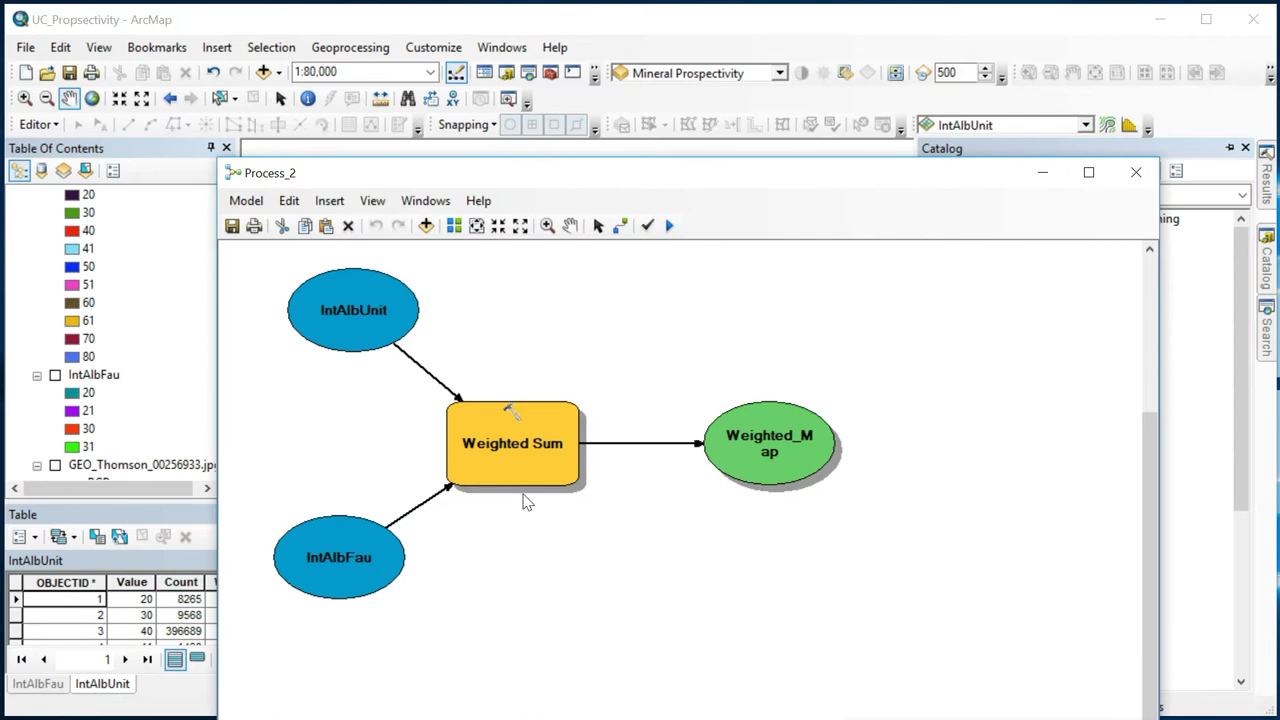 UC_Propsectivity - ArcMap
File Edit View Bookmarks Insert Selection Geoprocessing Customize Windows Help
1:80,000 Mineral Prospectivity 500
Editor Snapping IntAlbUnit
Table Of Contents
Catalog
Results
Catalog
Search
20
30
40
41
50
51
60
61
70
80
IntAlbFau
20
21
30
31
GEO_Thomson_00256933.jpg
Table
IntAlbUnit
OBJECTID * Value Count
1 20 8265
2 30 9568
3 40 396689
1
IntAlbFau IntAlbUnit
Process_2
Model Edit Insert View Windows Help
IntAlbUnit
Weighted Sum
Weighted_M
ap
IntAlbFau